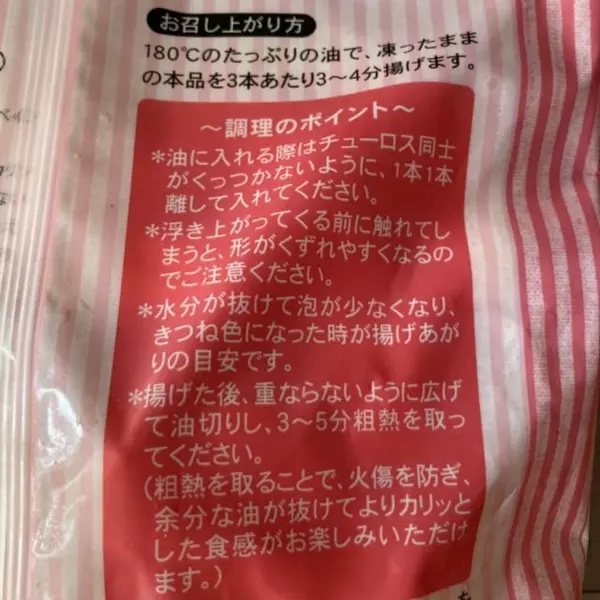 お召し上がり方
180℃のたっぷりの油で、凍ったまま
の本品を3本あたり3〜4分揚げます。
〜調理のポイント〜
*油に入れる際はチューロス同士
がくっつかないように、1本1本
離して入れてください。
*浮き上がってくる前に触れてし
まうと、形がくずれやすくなるの
でご注意ください。
*水分が抜けて泡が少なくなり、
きつね色になった時が揚げあが
りの目安です。
*揚げた後、重ならないように広げ
て油切りし、3〜5分粗熱を取っ
てください。
(粗熱を取ることで、火傷を防ぎ、
余分な油が抜けてよりカリッと
した食感がお楽しみいただけ
ます。)
を